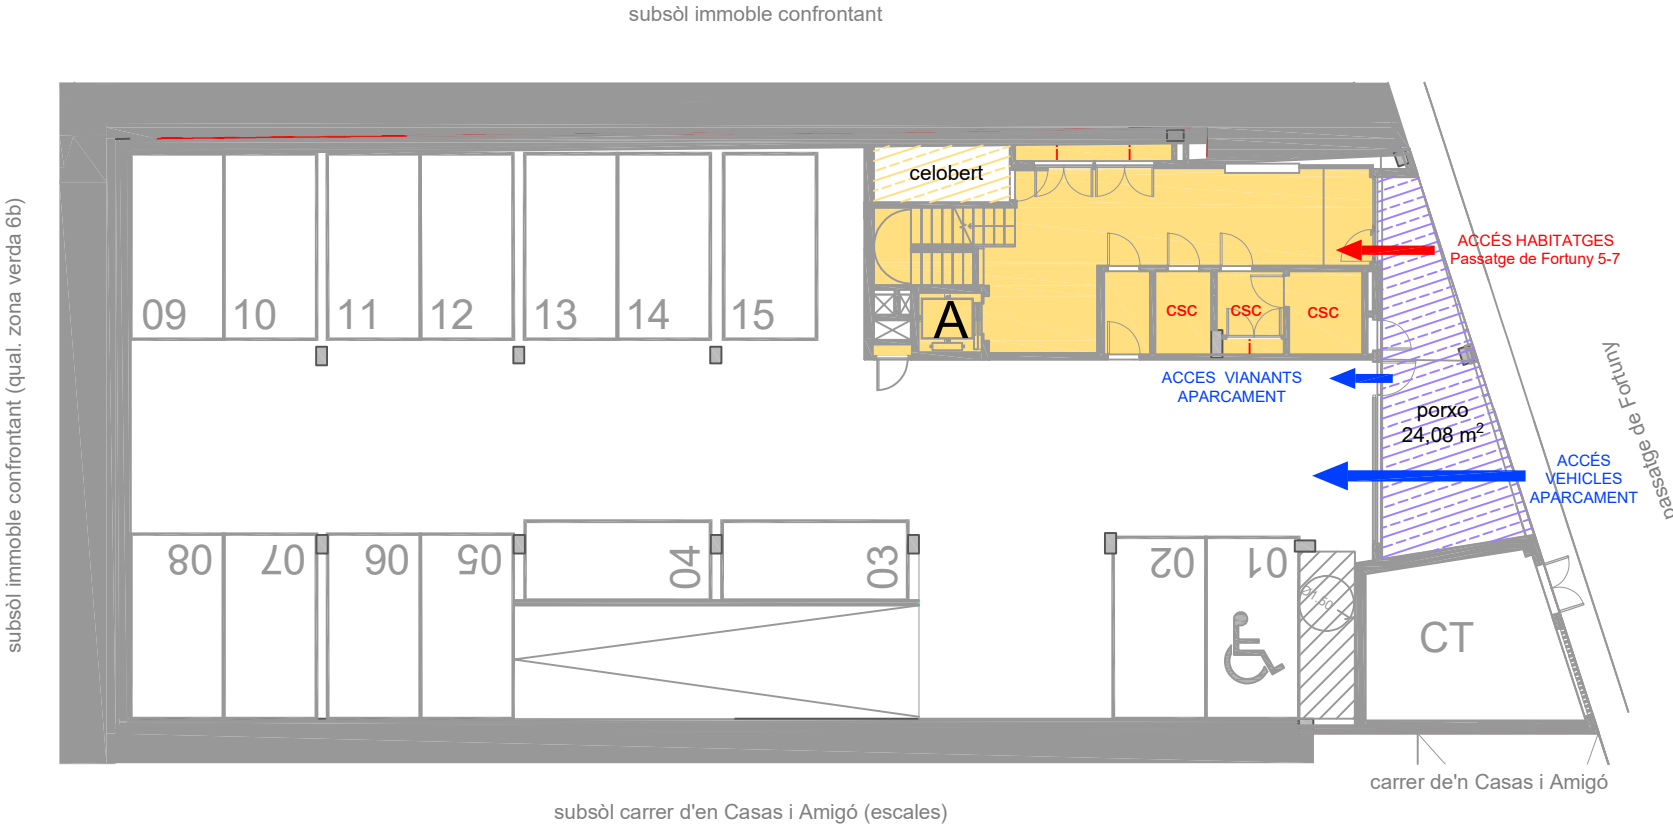 subsòl immoble confrontant
celobert
i
i
subsòl immoble confrontant (qual. zona verda 6b)
ACCÉS HABITATGES
Passatge de Fortuny 5-7
09
10
11
12
13
14
15
A
csc
csc
csc
i
ACCES VIANANTS
APARCAMENT
passatge de Fortuny
porxo
24,08 m²
ACCÉS
VEHICLES
APARCAMENT
08
07
06
05
04
03
02
01
Ø1.50
CT
carrer de'n Casas i Amigó
subsòl carrer d'en Casas i Amigó (escales)